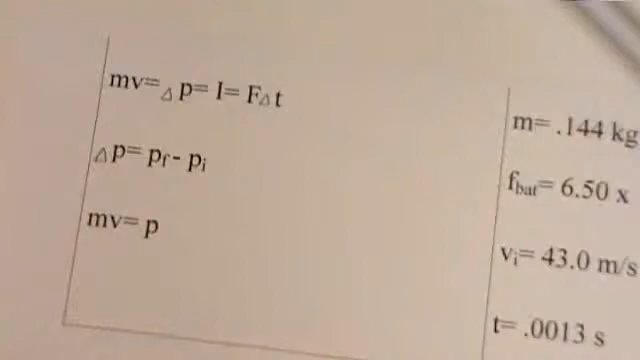 mv=△ p= I= F△ t
△ p= pf - pi
mv= p
m= .144 kg
fbat= 6.50 x
vi= 43.0 m/s
t= .0013 s